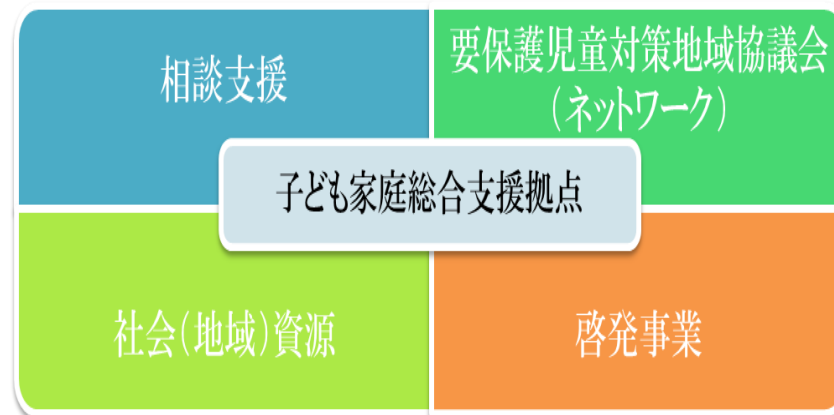 相談支援
要保護児童対策地域協議会
(ネットワーク)
子ども家庭総合支援拠点
社会(地域)資源
啓発事業